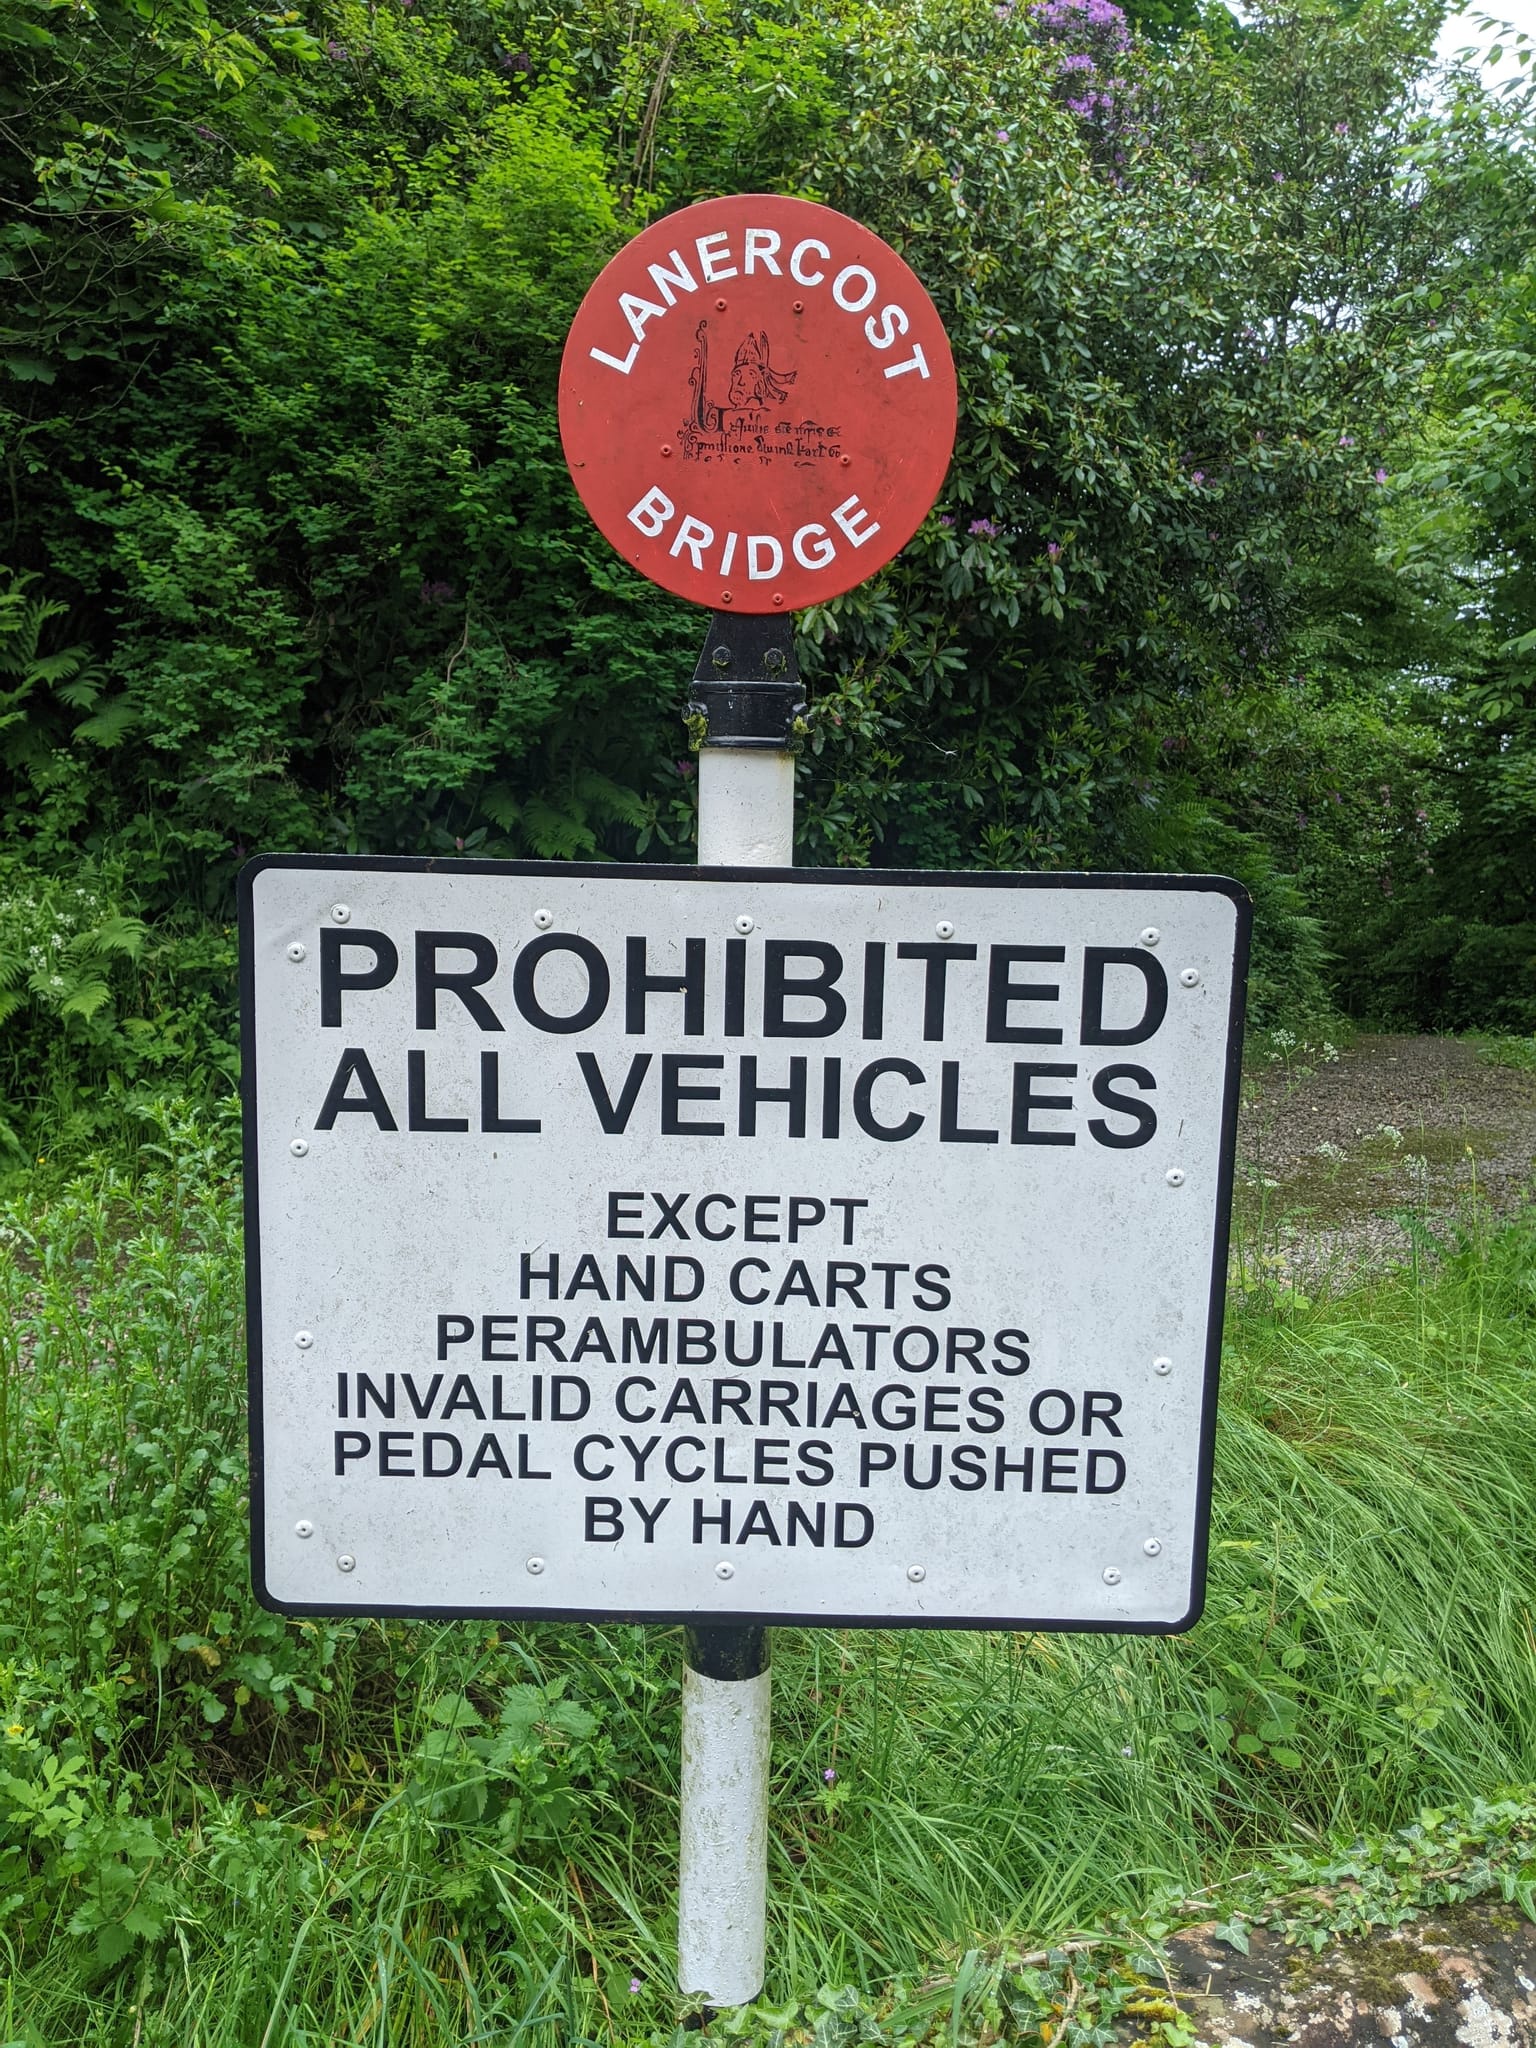 LANERCOST
BRIDGE
PROHIBITED
ALL VEHICLES
EXCEPT
HAND CARTS
PERAMBULATORS
INVALID CARRIAGES OR
PEDAL CYCLES PUSHED
BY HAND